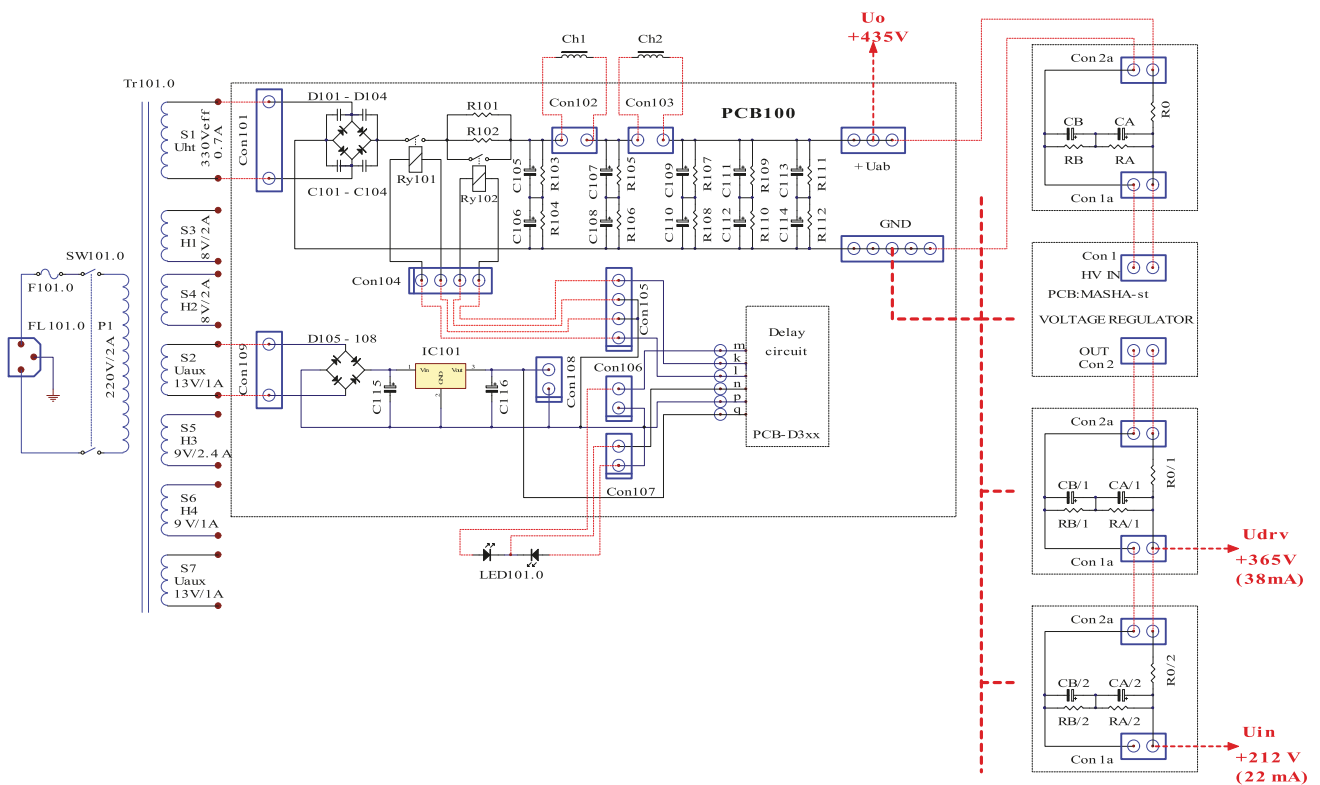 Uo
+435V
Ch1
Ch2
Tr101.0
D101 - D104
Con101
S1
Uht
330Veff
0.7A
R101
R102
Con102
Con103
PCB100
C101 - C104
Ry101
Ry102
C105
R103
C106
R104
C107
R105
C108
R106
C109
R107
C110
R108
C111
R109
C112
R110
C113
R111
C114
R112
+ Uab
GND
S3
H1
8V/2A
SW101.0
F101.0
S4
H2
8V/2A
Con104
Con105
FL101.0
P1
220V/2A
S2
Uaux
13V/1A
Con109
D105 - 108
IC101
Vin
GND
Vout
1
2
3
C115
C116
Con108
Con106
Con107
m
k
l
n
p
q
Delay
circuit
PCB-D3xx
S5
H3
9V/2.4A
S6
H4
9V/1A
S7
Uaux
13V/1A
LED101.0
Con 2a
R0
CB
CA
RB
RA
Con 1a
Con 1
HV IN
PCB:MASHA-st
VOLTAGE REGULATOR
OUT
Con 2
Con 2a
R0/1
CB/1
CA/1
RB/1
RA/1
Con 1a
Udrv
+365V
(38mA)
Con 2a
R0/2
CB/2
CA/2
RB/2
RA/2
Con 1a
Uin
+212 V
(22 mA)